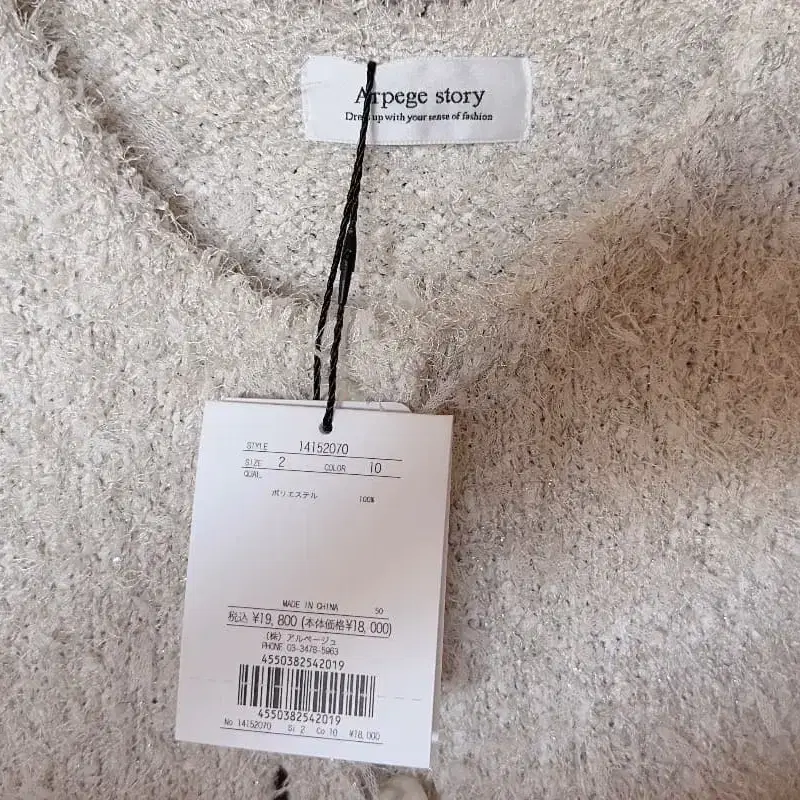 Arpege story
Dress up with your sense of fashion
STYLE 14152070
SIZE 2 COLOR 10
QUAL
ポリエステル 100%
MADE IN CHINA 50
税込 ¥19,800 (本体価格¥18,000)
(株) アルページュ
PHONE 03-3478-5963
4550382542019
4550382542019
No 14152070 Si 2 Co 10 ¥18,000